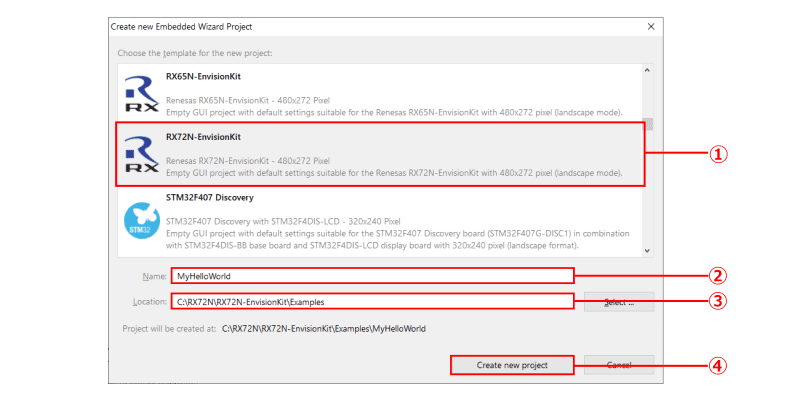 Create new Embedded Wizard Project
Choose the template for the new project:
RX65N-EnvisionKit
Renesas RX65N-EnvisionKit - 480x272 Pixel
Empty GUI project with default settings suitable for the Renesas RX65N-EnvisionKit with 480x272 pixel (landscape mode).
RX
RX72N-EnvisionKit
Renesas RX72N-EnvisionKit - 480x272 Pixel
Empty GUI project with default settings suitable for the Renesas RX72N-EnvisionKit with 480x272 pixel (landscape mode).
RX
①
STM32F407 Discovery
STM32F407 Discovery with STM32F4DIS-LCD - 320x240 Pixel
Empty GUI project with default settings suitable for the STM32F407 Discovery board (STM32F407G-DISC1) in combination
with STM32F4DIS-BB base board and STM32F4DIS-LCD display board with 320x240 pixel (landscape format).
STM32
Name: MyHelloWorld ②
Location: C:\RX72N\RX72N-EnvisionKit\Examples Select ... ③
Project will be created at: C:\RX72N\RX72N-EnvisionKit\Examples\MyHelloWorld
Create new project Cancel ④